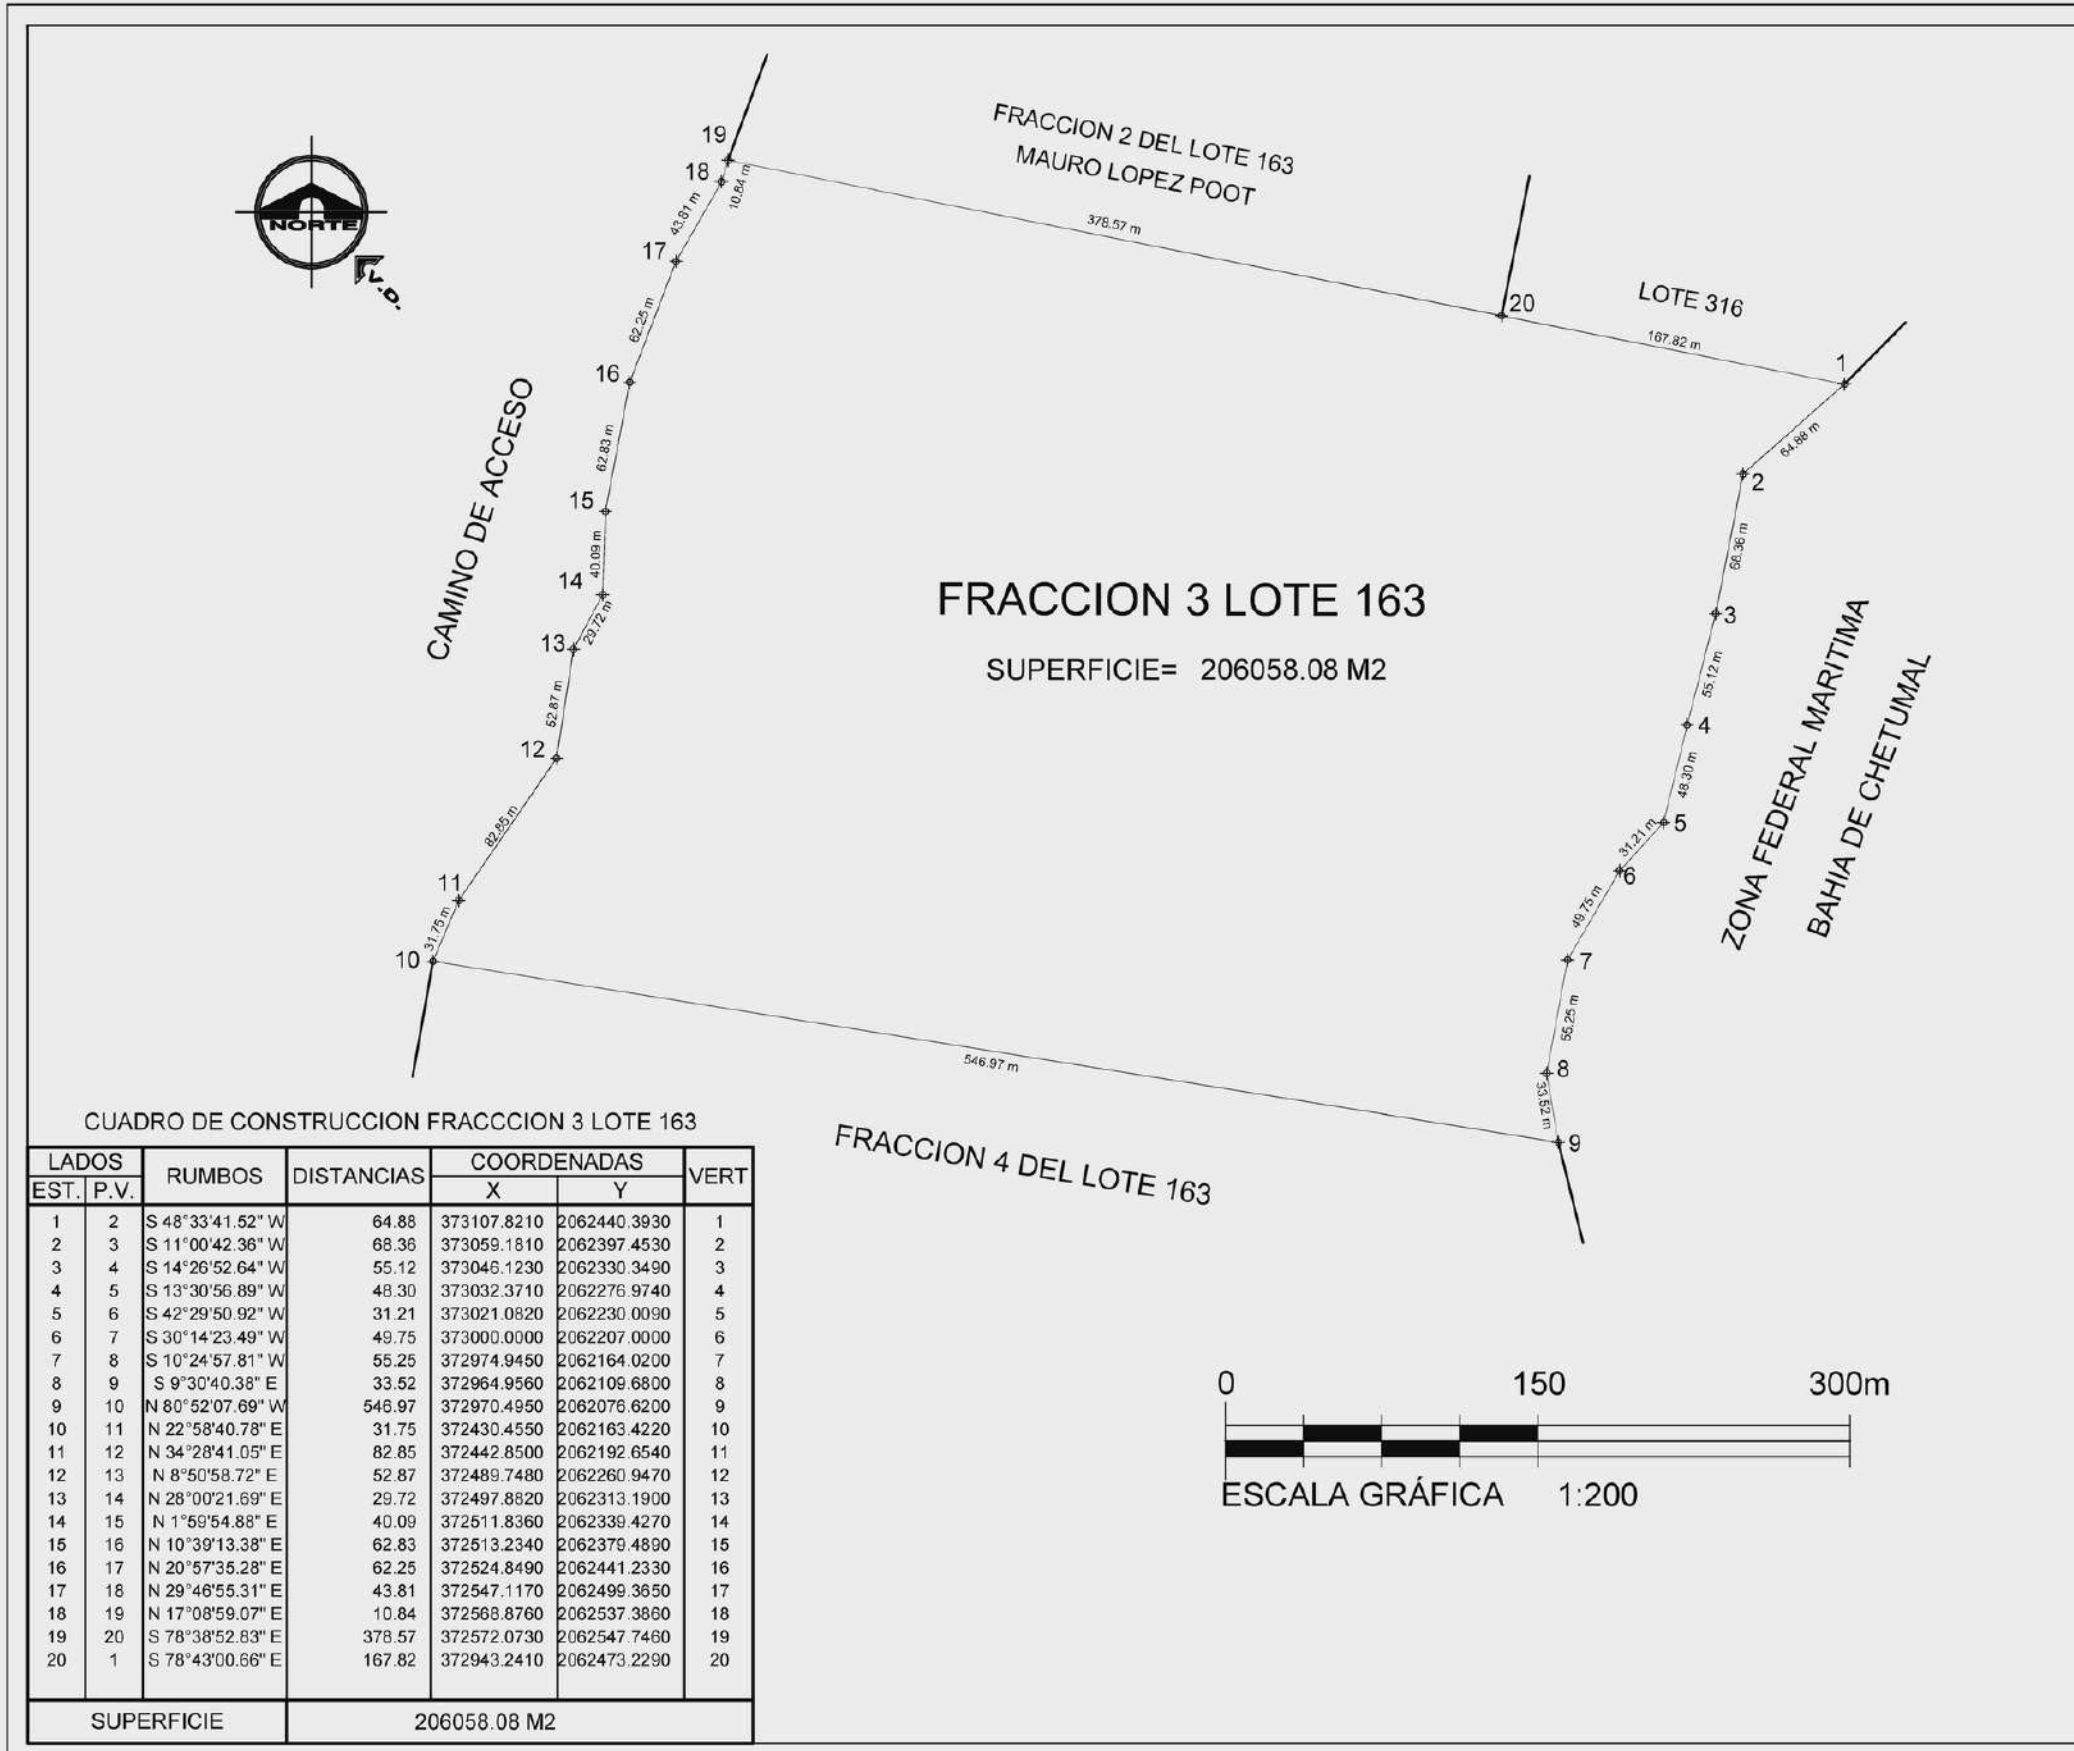 NORTE
V.D.
FRACCION 2 DEL LOTE 163
MAURO LOPEZ POOT
LOTE 316
CAMINO DE ACCESO
FRACCION 3 LOTE 163
SUPERFICIE= 206058.08 M2
ZONA FEDERAL MARITIMA
BAHIA DE CHETUMAL
FRACCION 4 DEL LOTE 163
19
18
17
16
15
14
13
12
11
10
20
1
2
3
4
5
6
7
8
9
10.84 m
43.81 m
62.25 m
62.83 m
40.09 m
29.72 m
52.87 m
82.85 m
31.75 m
378.57 m
167.82 m
64.88 m
68.36 m
55.12 m
48.30 m
31.21 m
49.75 m
55.25 m
33.52 m
546.97 m
CUADRO DE CONSTRUCCION FRACCCION 3 LOTE 163
LADOS RUMBOS DISTANCIAS COORDENADAS VERT
EST. P.V. X Y
1 2 S 48°33'41.52" W 64.88 373107.8210 2062440.3930 1
2 3 S 11°00'42.36" W 68.36 373059.1810 2062397.4530 2
3 4 S 14°26'52.64" W 55.12 373046.1230 2062330.3490 3
4 5 S 13°30'56.89" W 48.30 373032.3710 2062276.9740 4
5 6 S 42°29'50.92" W 31.21 373021.0820 2062230.0090 5
6 7 S 30°14'23.49" W 49.75 373000.0000 2062207.0000 6
7 8 S 10°24'57.81" W 55.25 372974.9450 2062164.0200 7
8 9 S 9°30'40.38" E 33.52 372964.9560 2062109.6800 8
9 10 N 80°52'07.69" W 546.97 372970.4950 2062076.6200 9
10 11 N 22°58'40.78" E 31.75 372430.4550 2062163.4220 10
11 12 N 34°28'41.05" E 82.85 372442.8500 2062192.6540 11
12 13 N 8°50'58.72" E 52.87 372489.7480 2062260.9470 12
13 14 N 28°00'21.69" E 29.72 372497.8820 2062313.1900 13
14 15 N 1°59'54.88" E 40.09 372511.8360 2062339.4270 14
15 16 N 10°39'13.38" E 62.83 372513.2340 2062379.4890 15
16 17 N 20°57'35.28" E 62.25 372524.8490 2062441.2330 16
17 18 N 29°46'55.31" E 43.81 372547.1170 2062499.3650 17
18 19 N 17°08'59.07" E 10.84 372568.8760 2062537.3860 18
19 20 S 78°38'52.83" E 378.57 372572.0730 2062547.7460 19
20 1 S 78°43'00.66" E 167.82 372943.2410 2062473.2290 20
SUPERFICIE 206058.08 M2
0 150 300m
ESCALA GRÁFICA 1:200